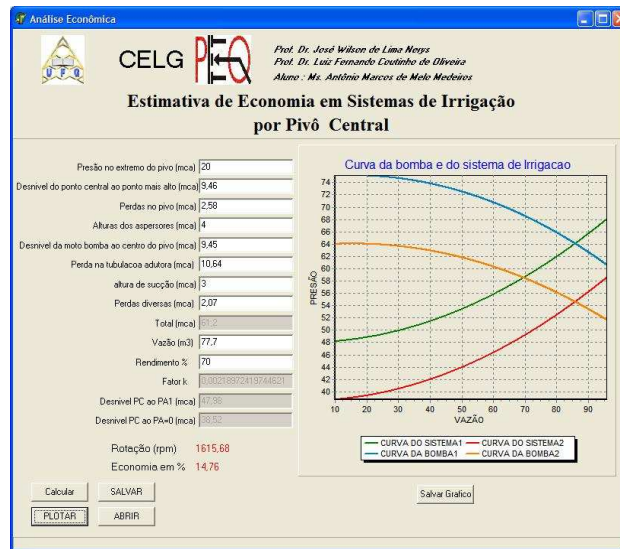 Análise Econômica
UFG
CELG
PEQ
Prof. Dr. José Wilson de Lima Nerys
Prof. Dr. Luiz Fernando Coutinho de Oliveira
Aluno : Ms. Antônio Marcos de Melo Medeiros
Estimativa de Economia em Sistemas de Irrigação
por Pivô Central
Presão no extremo do pivo (mca) 20
Desnivel do ponto central ao ponto mais alto (mca) 9,46
Perdas no pivo (mca) 2,58
Alturas dos aspersores (mca) 4
Desnivel da moto bomba ao centro do pivo (mca) 9,45
Perda na tubulacoa adutora (mca) 10,64
altura de sucção (mca) 3
Perdas diversas (mca) 2,07
Total (mca) 61,2
Vazão (m3) 77,7
Rendimento % 70
Fator k 0,00218972419744621
Desnivel PC ao PA1 (mca) 47,98
Desnivel PC ao PA=0 (mca) 38,52
Rotação (rpm) 1615,68
Economia em % 14,76
Calcular
SALVAR
PLOTAR
ABRIR
Curva da bomba e do sistema de Irrigacao
74
72
70
68
66
64
62
60
58
56
54
52
50
48
46
44
42
40
PRESÃO
10 20 30 40 50 60 70 80 90
VAZÃO
CURVA DO SISTEMA1 CURVA DO SISTEMA2
CURVA DA BOMBA1 CURVA DA BOMBA2
Salvar Grafico